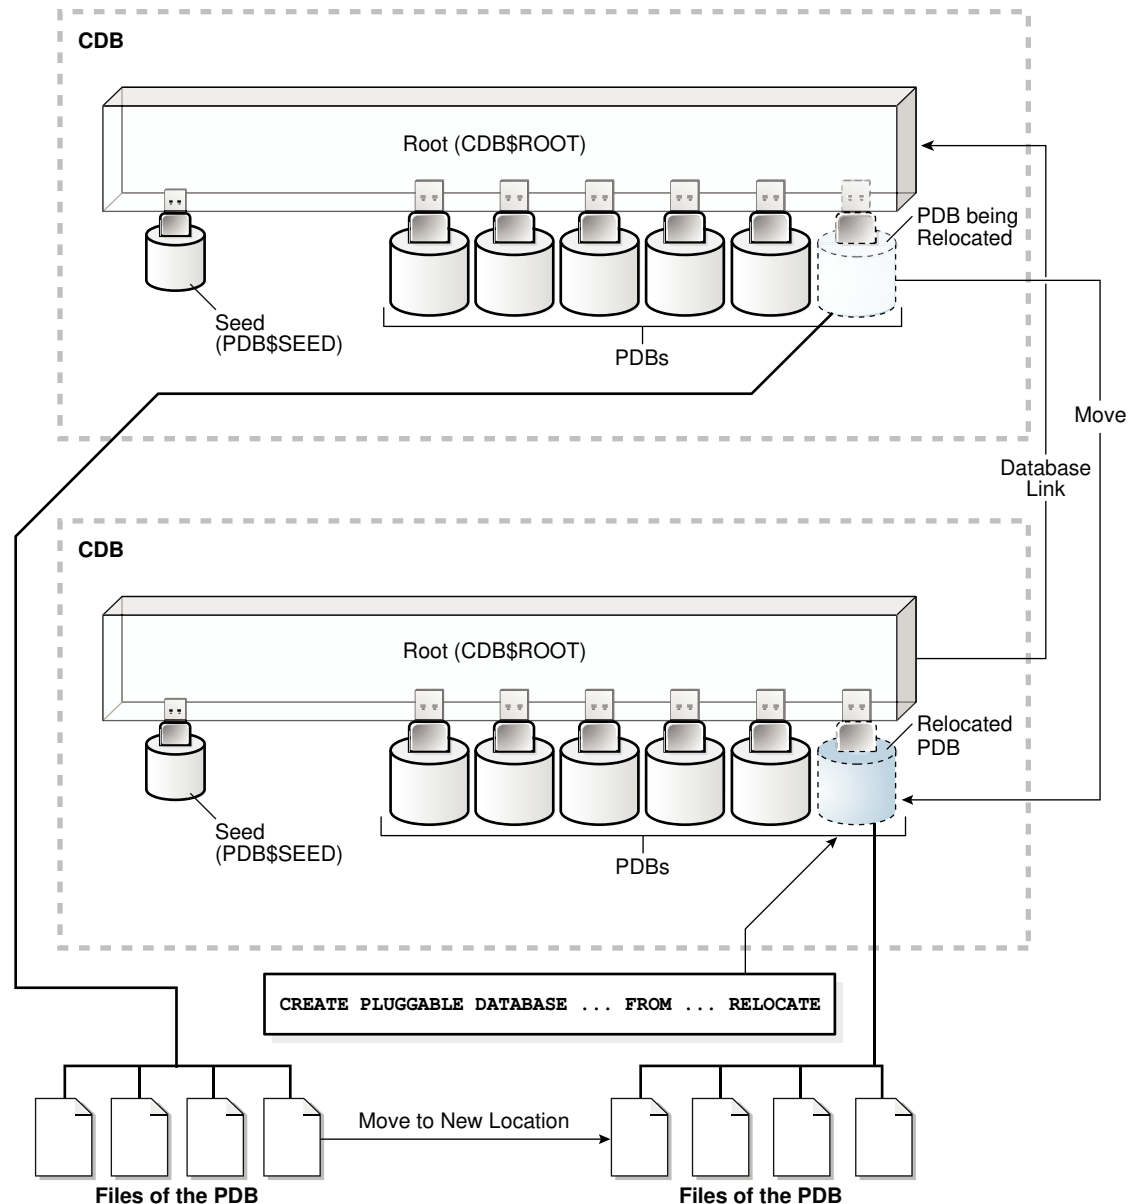 CDB
Root (CDB$ROOT)
PDB being
Relocated
Seed
(PDB$SEED)
PDBs
Move
Database
Link
CDB
Root (CDB$ROOT)
Relocated
PDB
Seed
(PDB$SEED)
PDBs
CREATE PLUGGABLE DATABASE ... FROM ... RELOCATE
Move to New Location
Files of the PDB
Files of the PDB